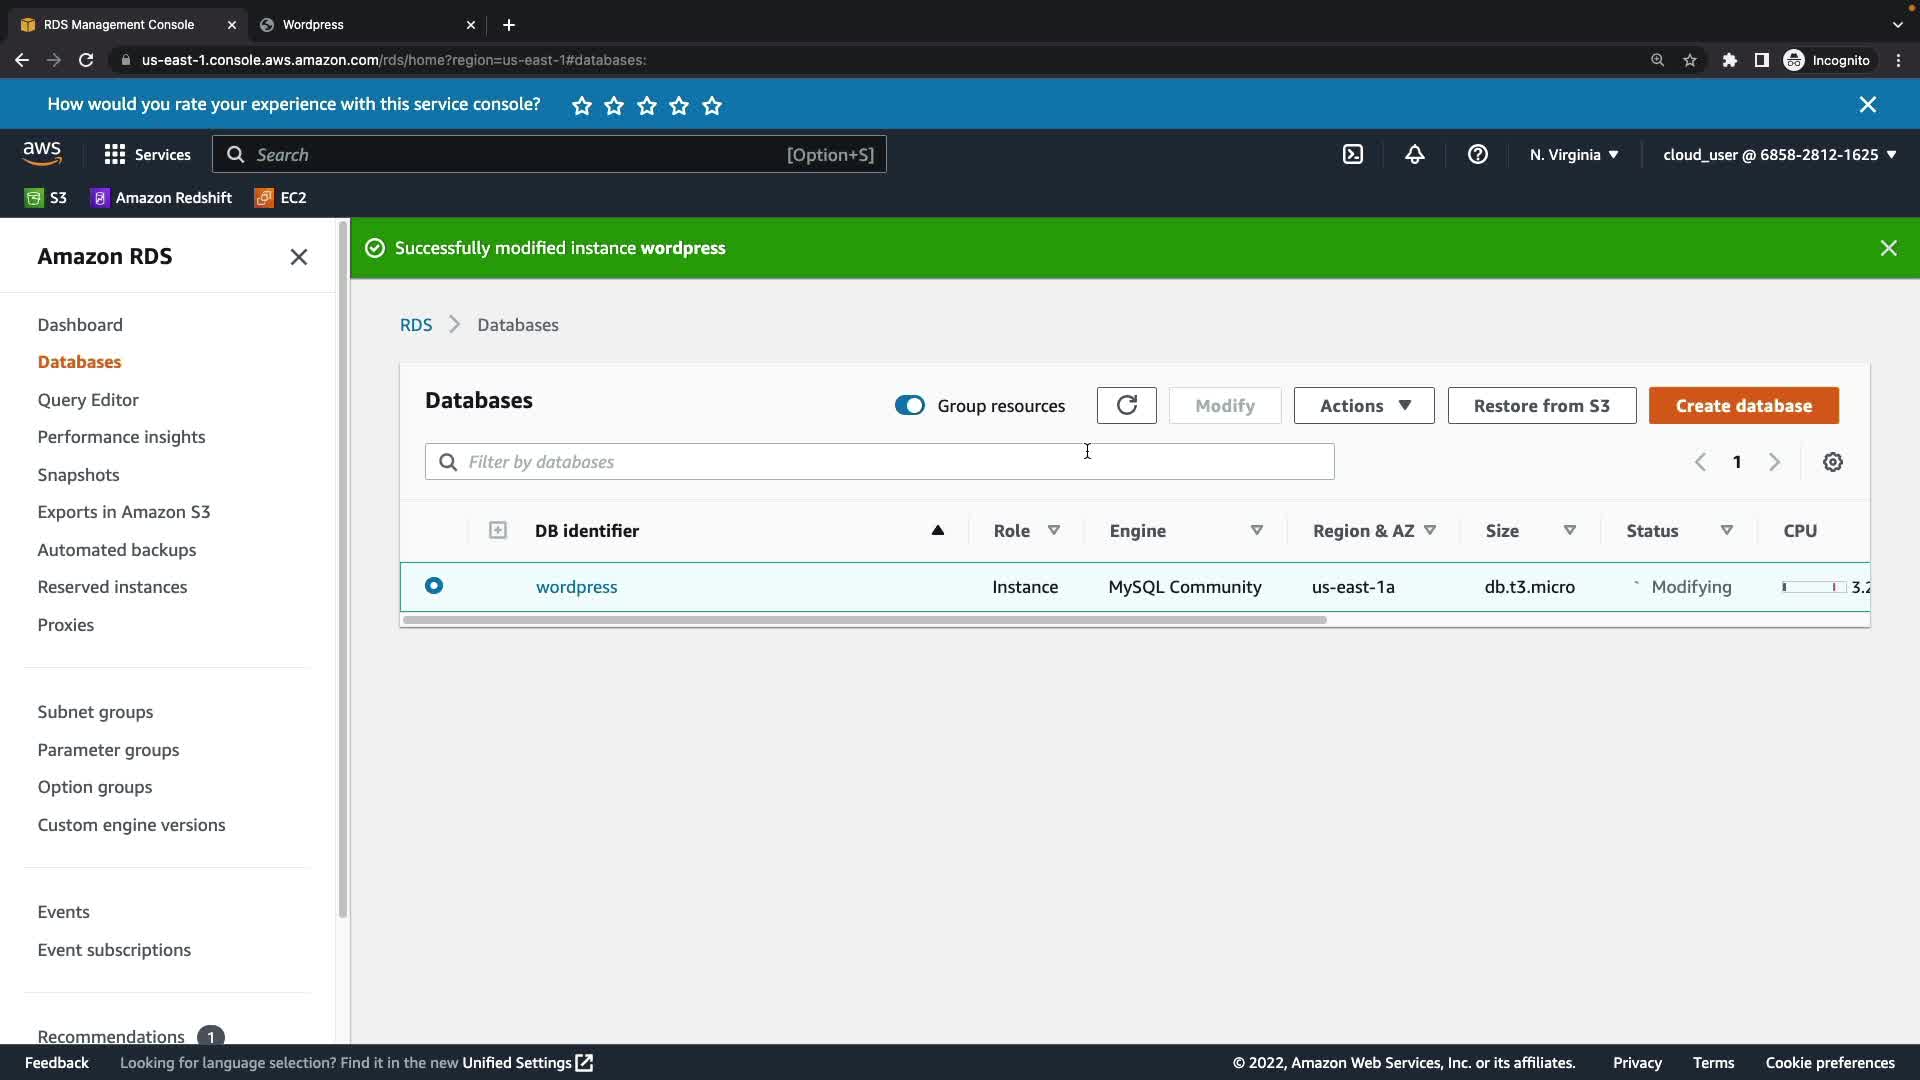 RDS Management Console
Wordpress
us-east-1.console.aws.amazon.com/rds/home?region=us-east-1#databases:
Incognito
How would you rate your experience with this service console?
aws
Services
Search
[Option+S]
N. Virginia
cloud_user @ 6858-2812-1625
S3
Amazon Redshift
EC2
Amazon RDS
Dashboard
Databases
Query Editor
Performance insights
Snapshots
Exports in Amazon S3
Automated backups
Reserved instances
Proxies
Subnet groups
Parameter groups
Option groups
Custom engine versions
Events
Event subscriptions
Recommendations 1
Successfully modified instance wordpress
RDS
Databases
Databases
Group resources
Modify
Actions
Restore from S3
Create database
Filter by databases
1
DB identifier
Role
Engine
Region & AZ
Size
Status
CPU
wordpress
Instance
MySQL Community
us-east-1a
db.t3.micro
Modifying
Feedback
Looking for language selection? Find it in the new Unified Settings
© 2022, Amazon Web Services, Inc. or its affiliates.
Privacy
Terms
Cookie preferences